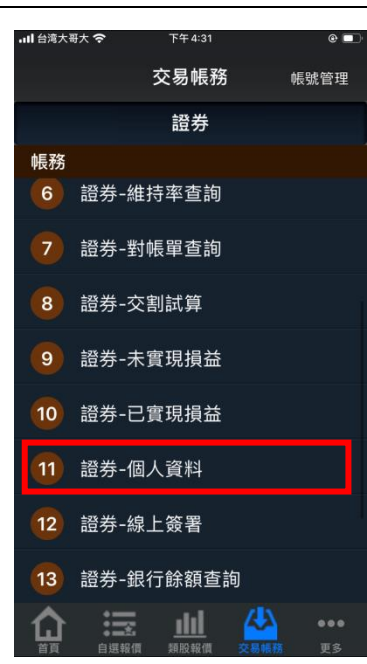 台湾大哥大 下午4:31
交易帳務 帳號管理
證券
帳務
6 證券-維持率查詢
7 證券-對帳單查詢
8 證券-交割試算
9 證券-未實現損益
10 證券-已實現損益
11 證券-個人資料
12 證券-線上簽署
13 證券-銀行餘額查詢
首頁 自選報價 類股報價 交易帳務 更多